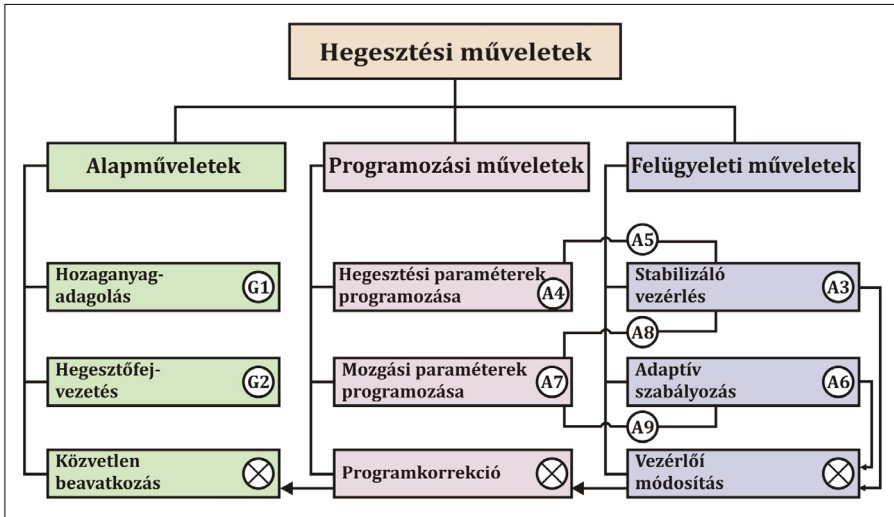 Hegesztési műveletek
Alapműveletek
Programozási műveletek
Felügyeleti műveletek
A5
Hozaganyag-
adagolás
G1
Hegesztési paraméterek
programozása
A4
Stabilizáló
vezérlés
A3
A8
Hegesztőfej-
vezetés
G2
Mozgási paraméterek
programozása
A7
Adaptív
szabályozás
A6
A9
Közvetlen
beavatkozás
Programkorrekció
Vezérlői
módosítás